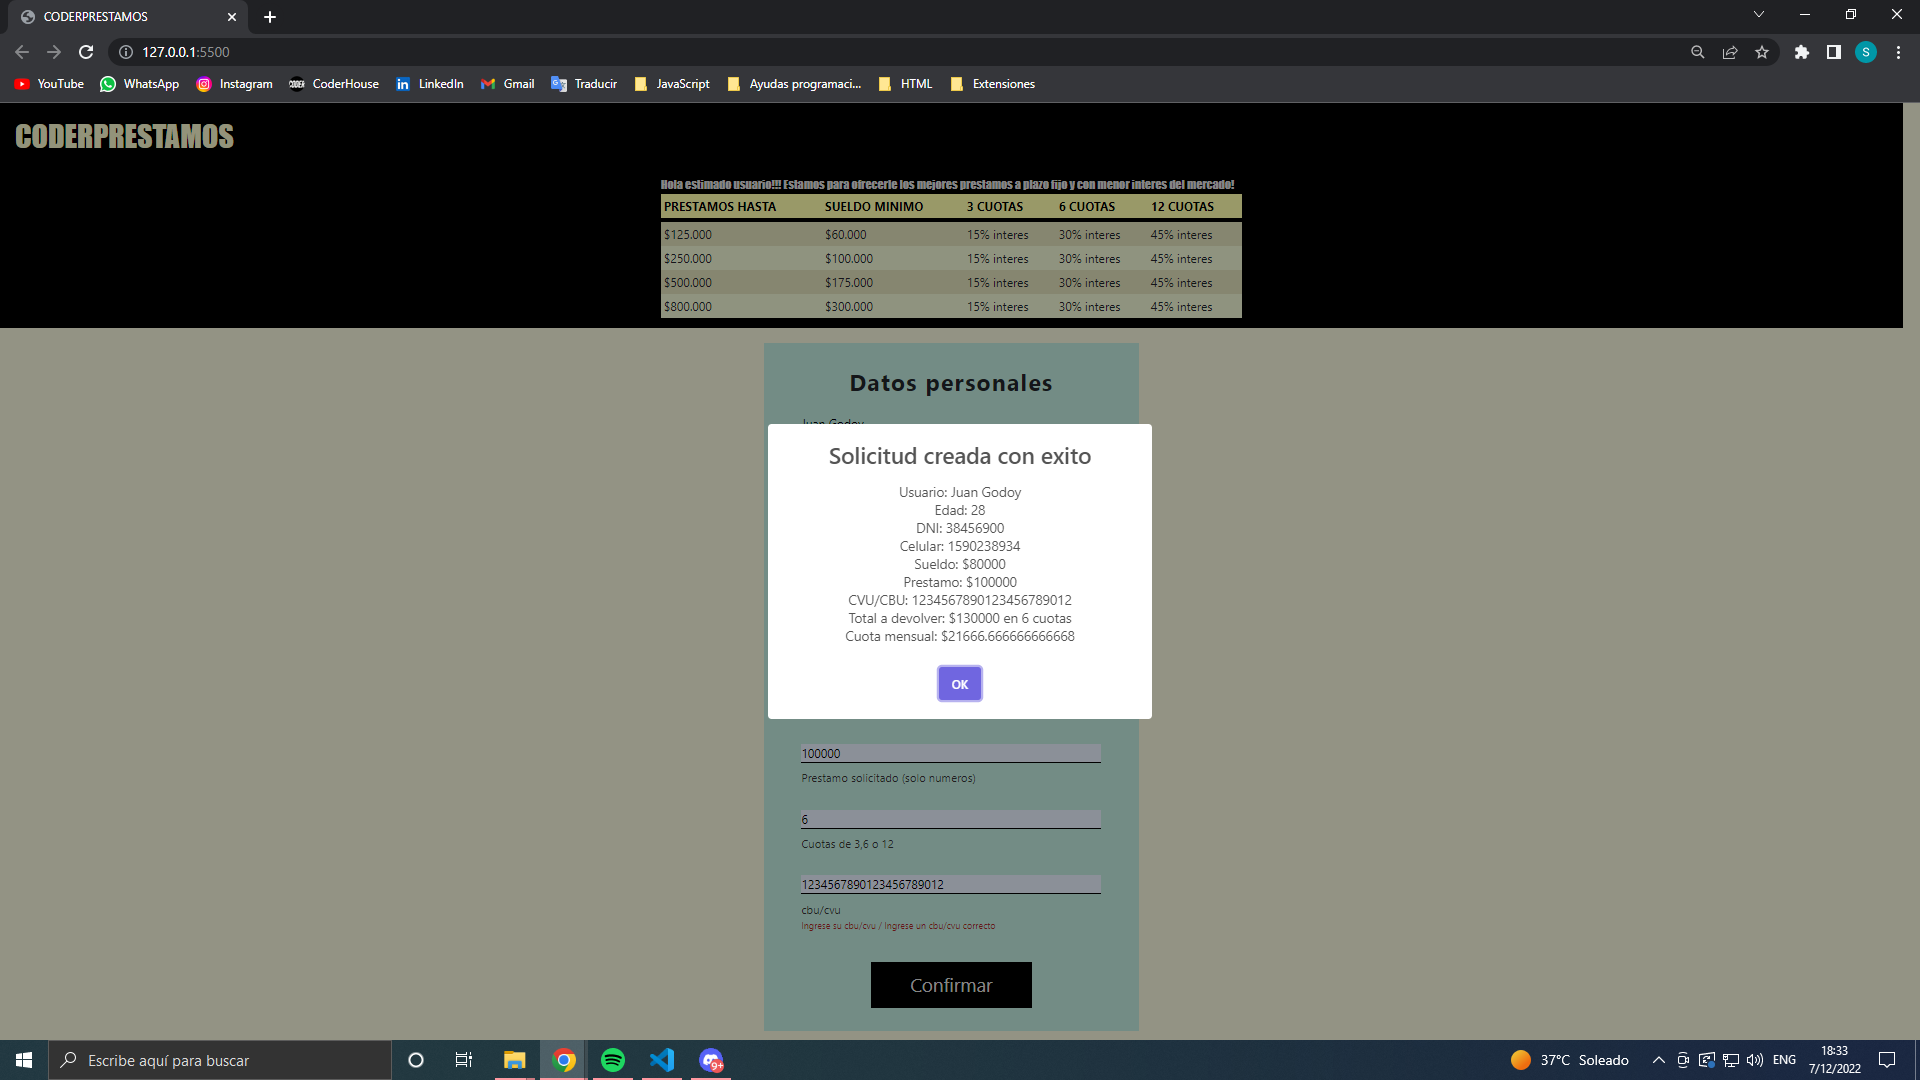 CODERPRESTAMOS
127.0.0.1:5500
S
YouTube WhatsApp Instagram CODER CoderHouse LinkedIn Gmail Traducir JavaScript Ayudas programaci... HTML Extensiones
CODERPRESTAMOS
Hola estimado usuario!!! Estamos para ofrecerle los mejores prestamos a plazo fijo y con menor interes del mercado!
PRESTAMOS HASTA SUELDO MINIMO 3 CUOTAS 6 CUOTAS 12 CUOTAS
$125.000 $60.000 15% interes 30% interes 45% interes
$250.000 $100.000 15% interes 30% interes 45% interes
$500.000 $175.000 15% interes 30% interes 45% interes
$800.000 $300.000 15% interes 30% interes 45% interes
Datos personales
Juan Godoy
Solicitud creada con exito
Usuario: Juan Godoy
Edad: 28
DNI: 38456900
Celular: 1590238934
Sueldo: $80000
Prestamo: $100000
CVU/CBU: 1234567890123456789012
Total a devolver: $130000 en 6 cuotas
Cuota mensual: $21666.666666666668
OK
100000
Prestamo solicitado (solo numeros)
6
Cuotas de 3,6 o 12
1234567890123456789012
cbu/cvu
Ingrese su cbu/cvu / Ingrese un cbu/cvu correcto
Confirmar
Escribe aquí para buscar
9+
37°C Soleado
ENG
18:33
7/12/2022